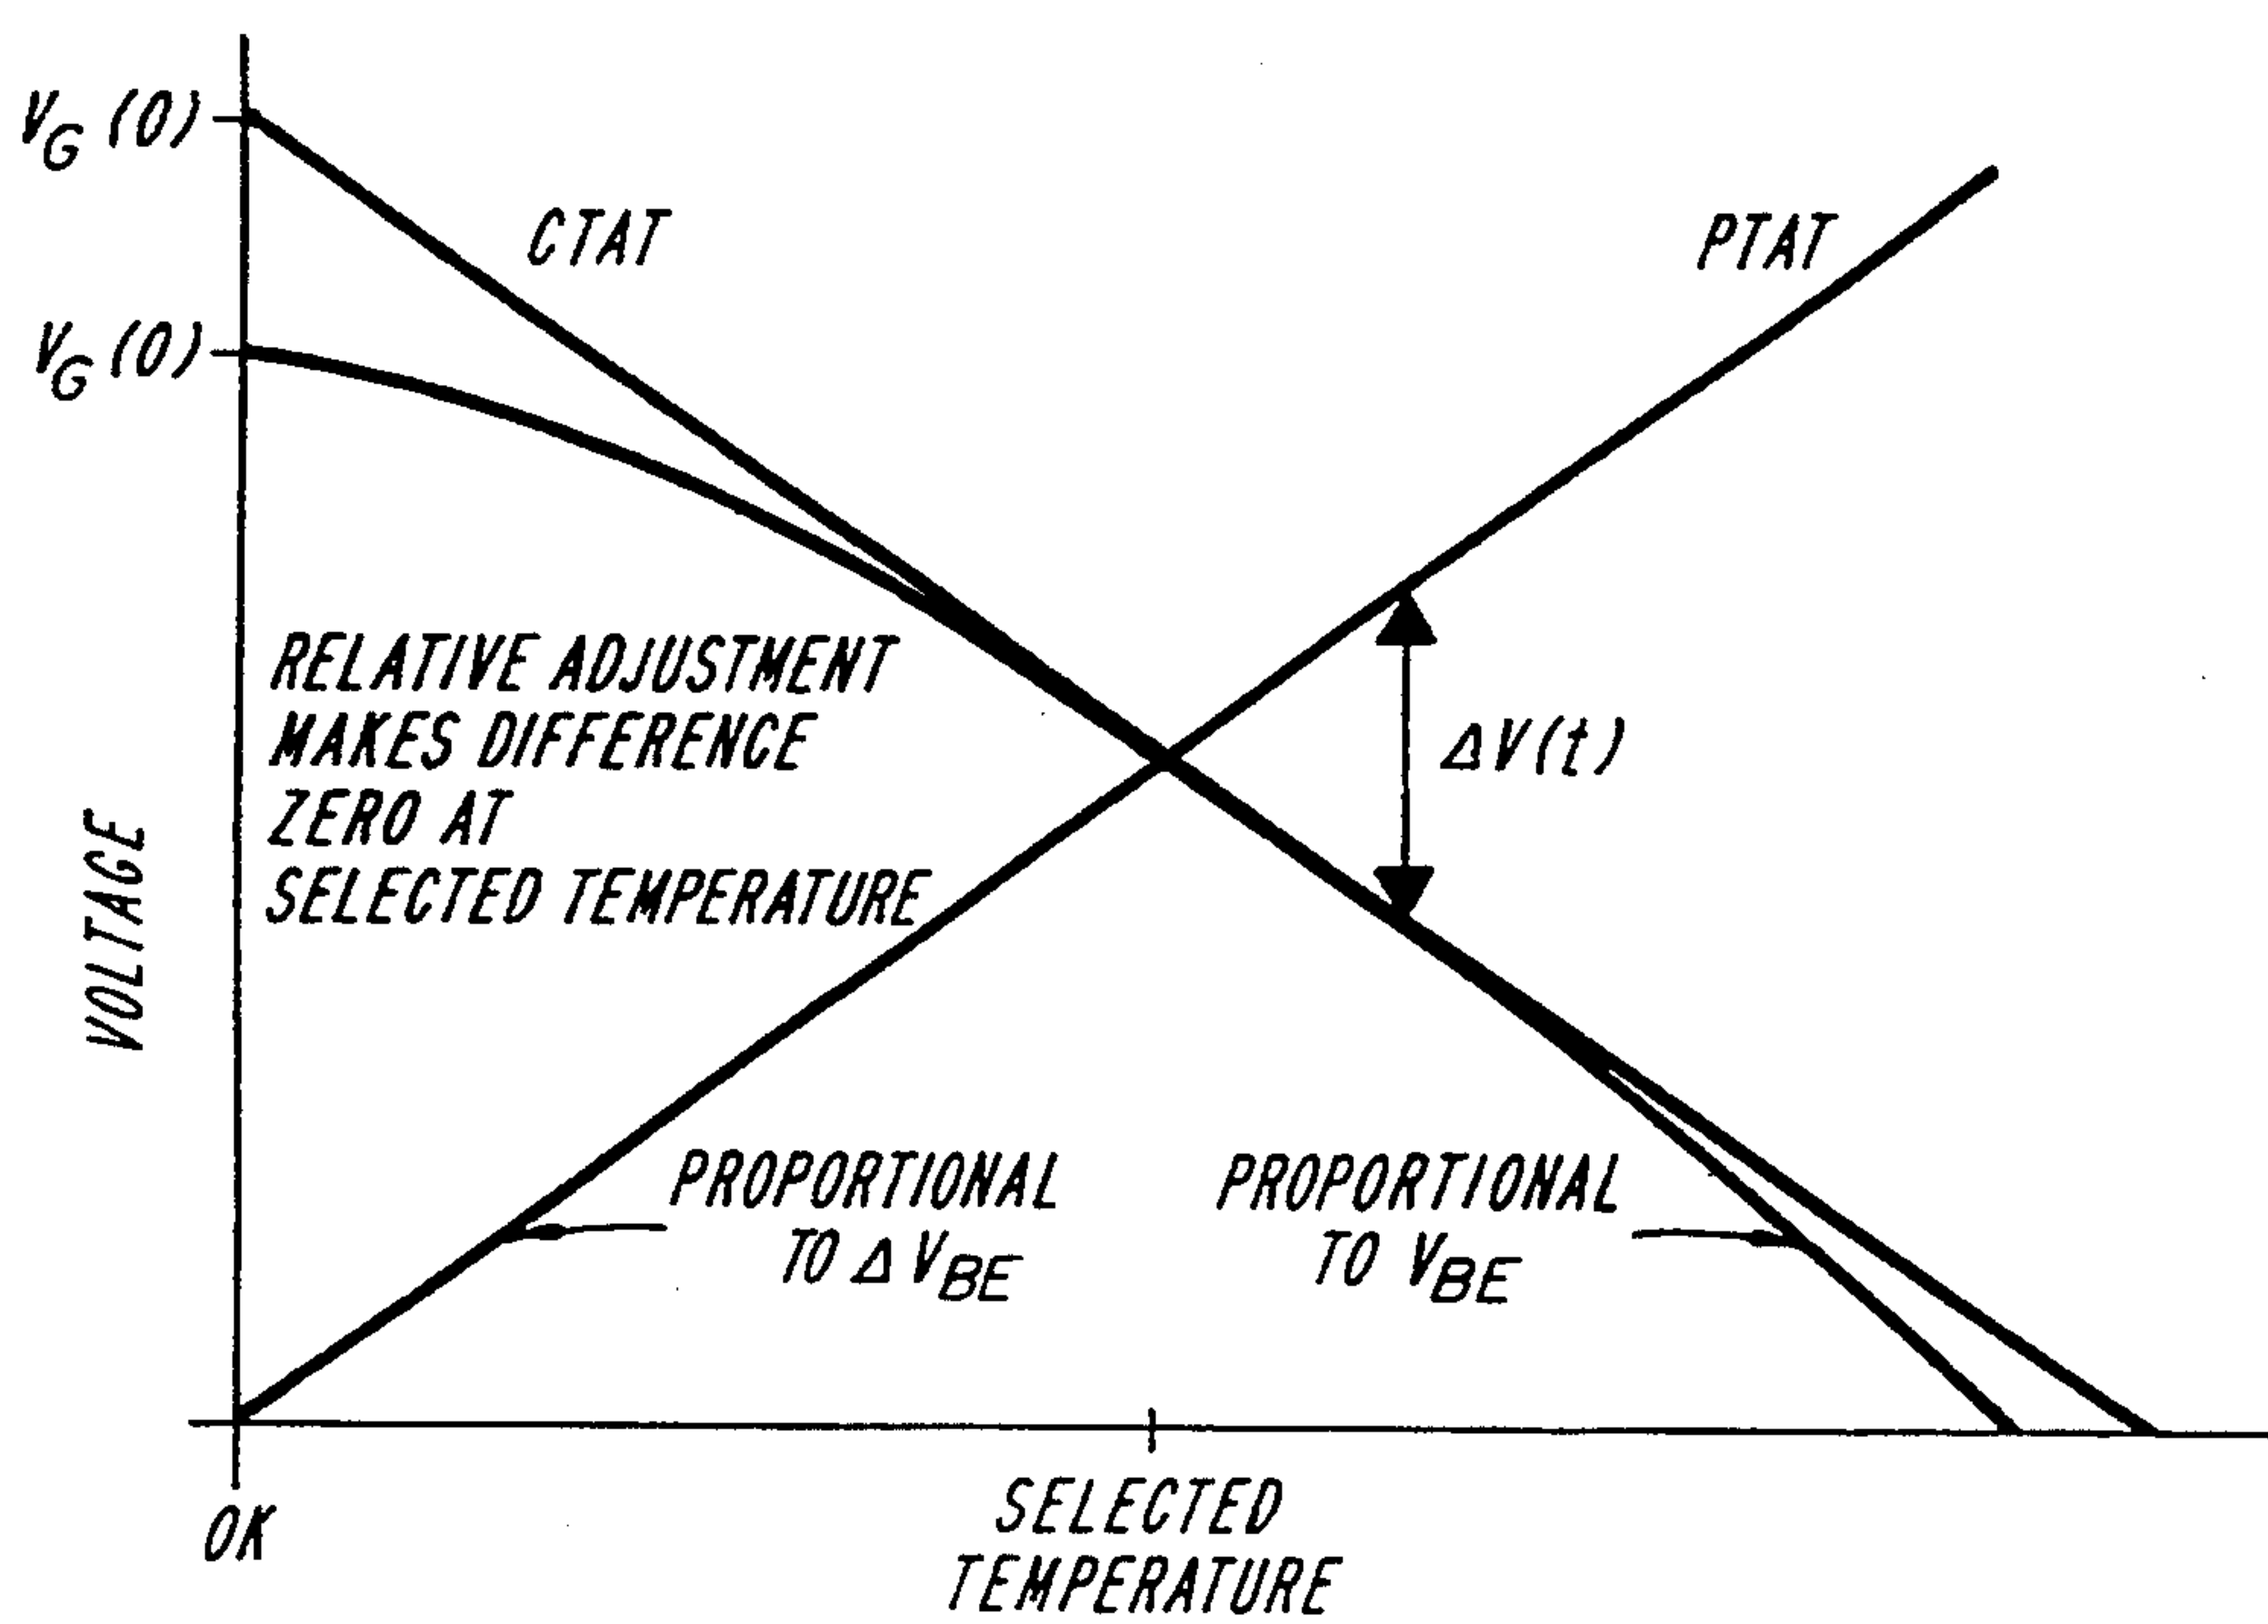 V_G (0)
CTAT
PTAT
V_G (0)
RELATIVE ADJUSTMENT
MAKES DIFFERENCE
ZERO AT
SELECTED TEMPERATURE
ΔV(t)
VOLTAGE
PROPORTIONAL
TO ΔV_BE
PROPORTIONAL
TO V_BE
OK
SELECTED
TEMPERATURE